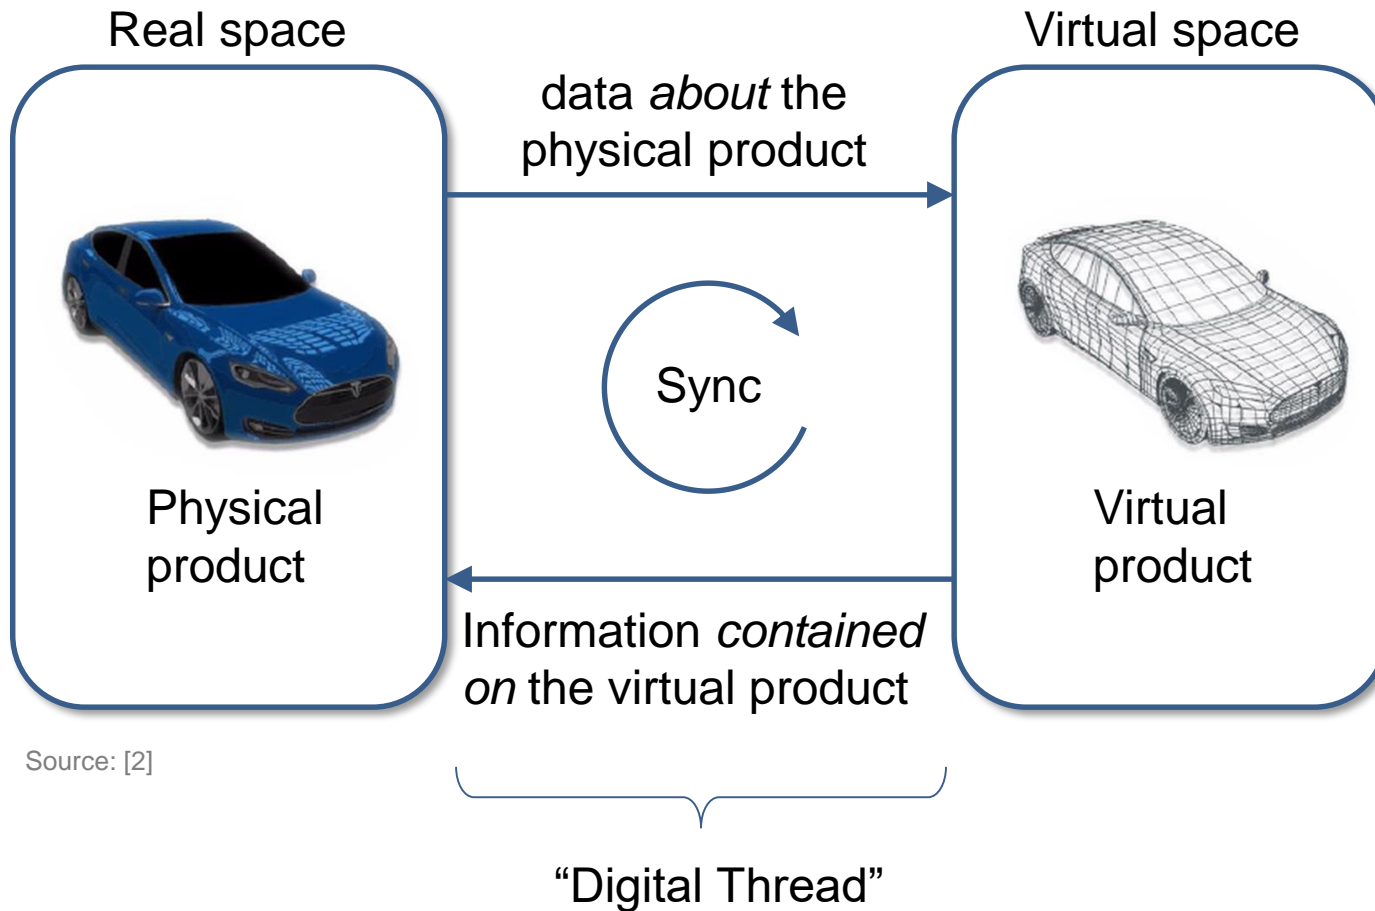 Real space
Virtual space
data about the
physical product
Sync
Physical
product
Virtual
product
Information contained
on the virtual product
Source: [2]
“Digital Thread”